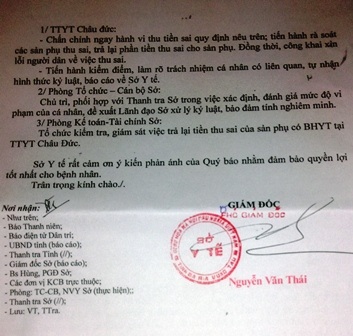 1/ TTYT Châu đức:
- Chấn chỉnh ngay hành vi thu tiền sai quy định nêu trên; tiến hành rà soát
các sản phụ thu sai, trả lại phần tiền thu sai cho sản phụ. Đồng thời, công khai xin
lỗi người dân về việc thu sai.
- Tiến hành kiểm điểm, làm rõ trách nhiệm cá nhân có liên quan, tự nhận
hình thức kỷ luật, báo cáo về Sở Y tế.
2/ Phòng Tổ chức – Cán bộ Sở:
Chủ trì, phối hợp với Thanh tra Sở trong việc xác định, đánh giá mức độ vi
phạm của cá nhân, đề xuất Lãnh đạo Sở xử lý kỷ luật, bảo đảm tính nghiêm minh.
3/ Phòng Kế toán-Tài chính Sở:
Tổ chức kiểm tra, giám sát việc trả lại tiền thu sai của sản phụ có BHYT tại
TTYT Châu Đức.
Sở Y tế rất cảm ơn ý kiến phản ánh của Quý báo nhằm đảm bảo quyền lợi
tốt nhất cho bệnh nhân.
Trân trọng kính chào./.
Nơi nhận:
- Như trên;
- Báo Thanh niên;
- Báo điện tử Dân trí;
- UBND tỉnh (báo cáo);
- Thanh tra Tỉnh (//);
- Giám đốc Sở (báo cáo);
- Bs Hùng, PGĐ Sở;
- Các đơn vị KCB trực thuộc;
- Phòng: TC-CB, NVY Sở (thực hiện);;
- Thanh tra Sở (//);
- Lưu: VT, TTra.
GIÁM ĐỐC
PHÓ GIÁM ĐỐC
SỞ
Y TẾ
Nguyễn Văn Thái